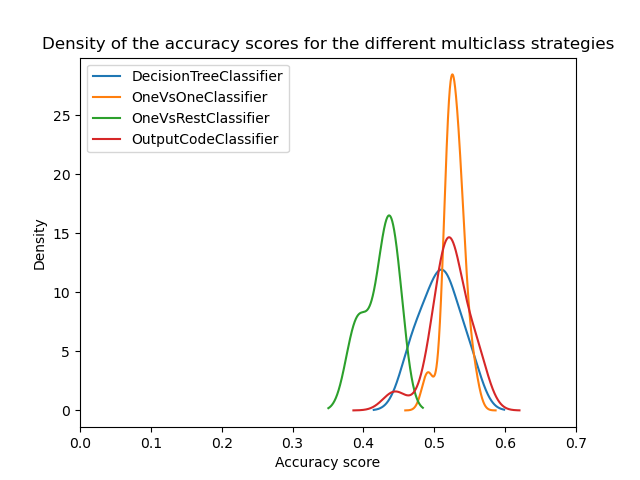 Density of the accuracy scores for the different multiclass strategies
DecisionTreeClassifier
OneVsOneClassifier
OneVsRestClassifier
OutputCodeClassifier
25
20
15
10
5
0
Density
0.0 0.1 0.2 0.3 0.4 0.5 0.6 0.7
Accuracy score